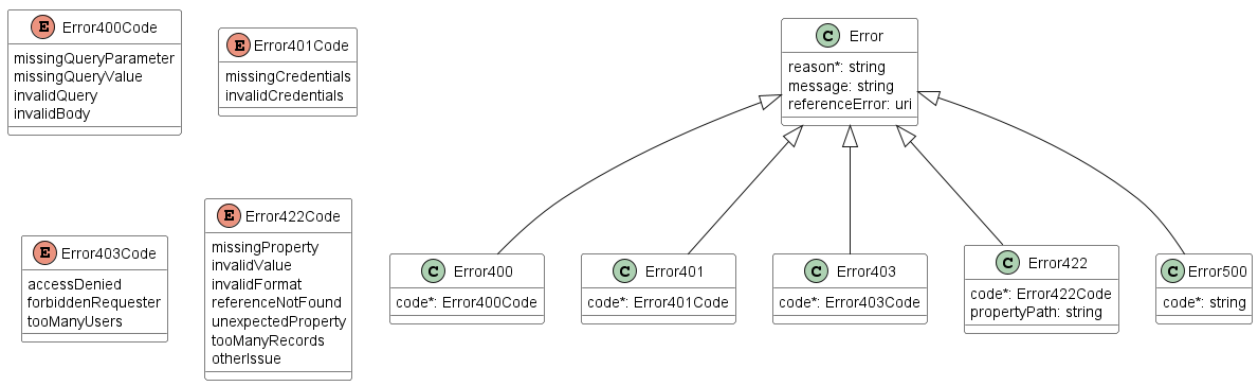 E Error400Code
missingQueryParameter
missingQueryValue
invalidQuery
invalidBody
E Error401Code
missingCredentials
invalidCredentials
C Error
reason*: string
message: string
referenceError: uri
E Error403Code
accessDenied
forbiddenRequester
tooManyUsers
E Error422Code
missingProperty
invalidValue
invalidFormat
referenceNotFound
unexpectedProperty
tooManyRecords
otherIssue
C Error400
code*: Error400Code
C Error401
code*: Error401Code
C Error403
code*: Error403Code
C Error422
code*: Error422Code
propertyPath: string
C Error500
code*: string